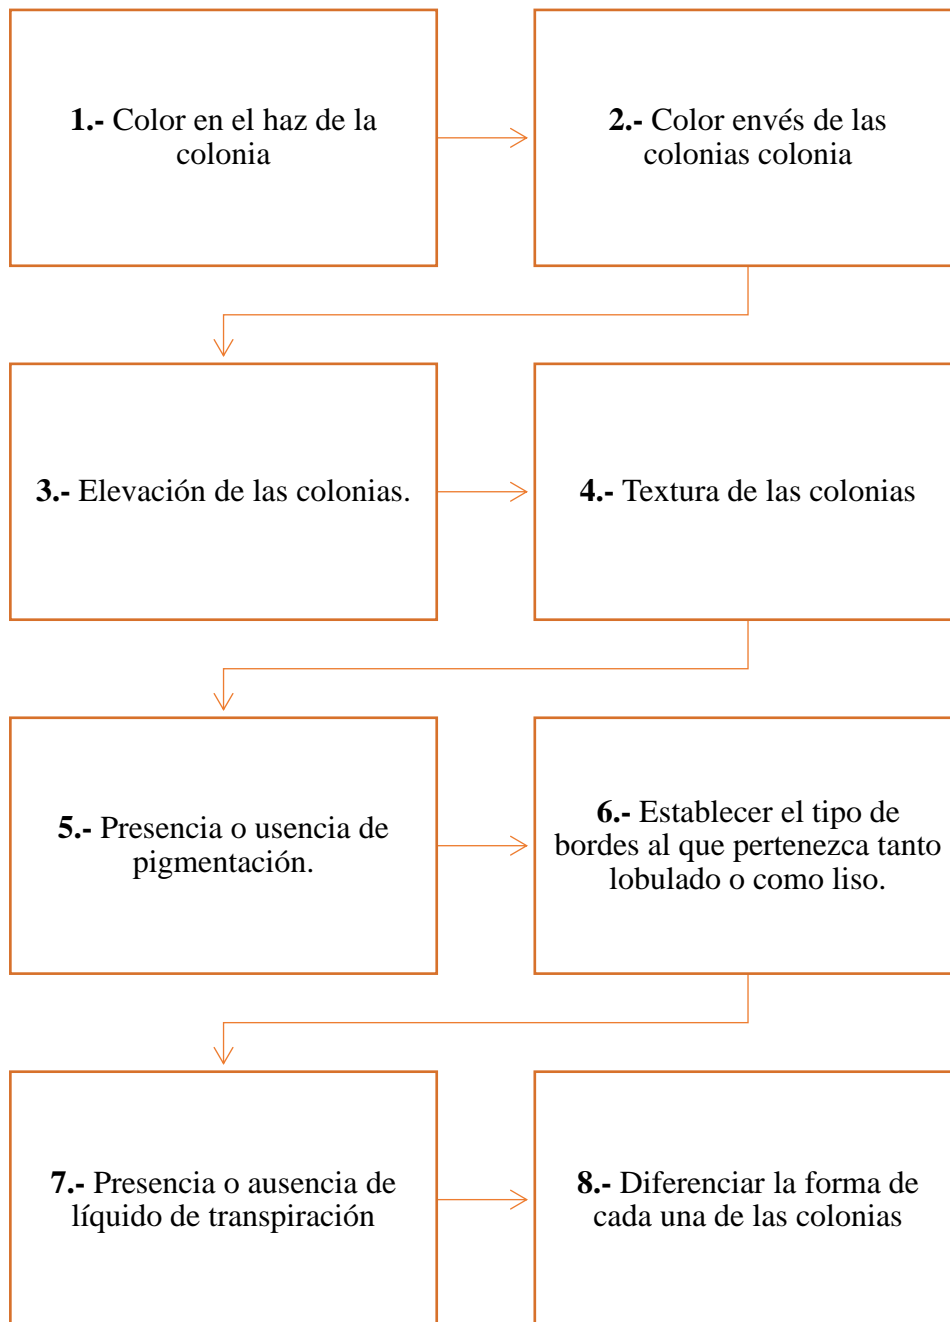 1.- Color en el haz de la
colonia
2.- Color envés de las
colonias colonia
3.- Elevación de las colonias.
4.- Textura de las colonias
5.- Presencia o usencia de
pigmentación.
6.- Establecer el tipo de
bordes al que pertenezca tanto
lobulado o como liso.
7.- Presencia o ausencia de
líquido de transpiración
8.- Diferenciar la forma de
cada una de las colonias